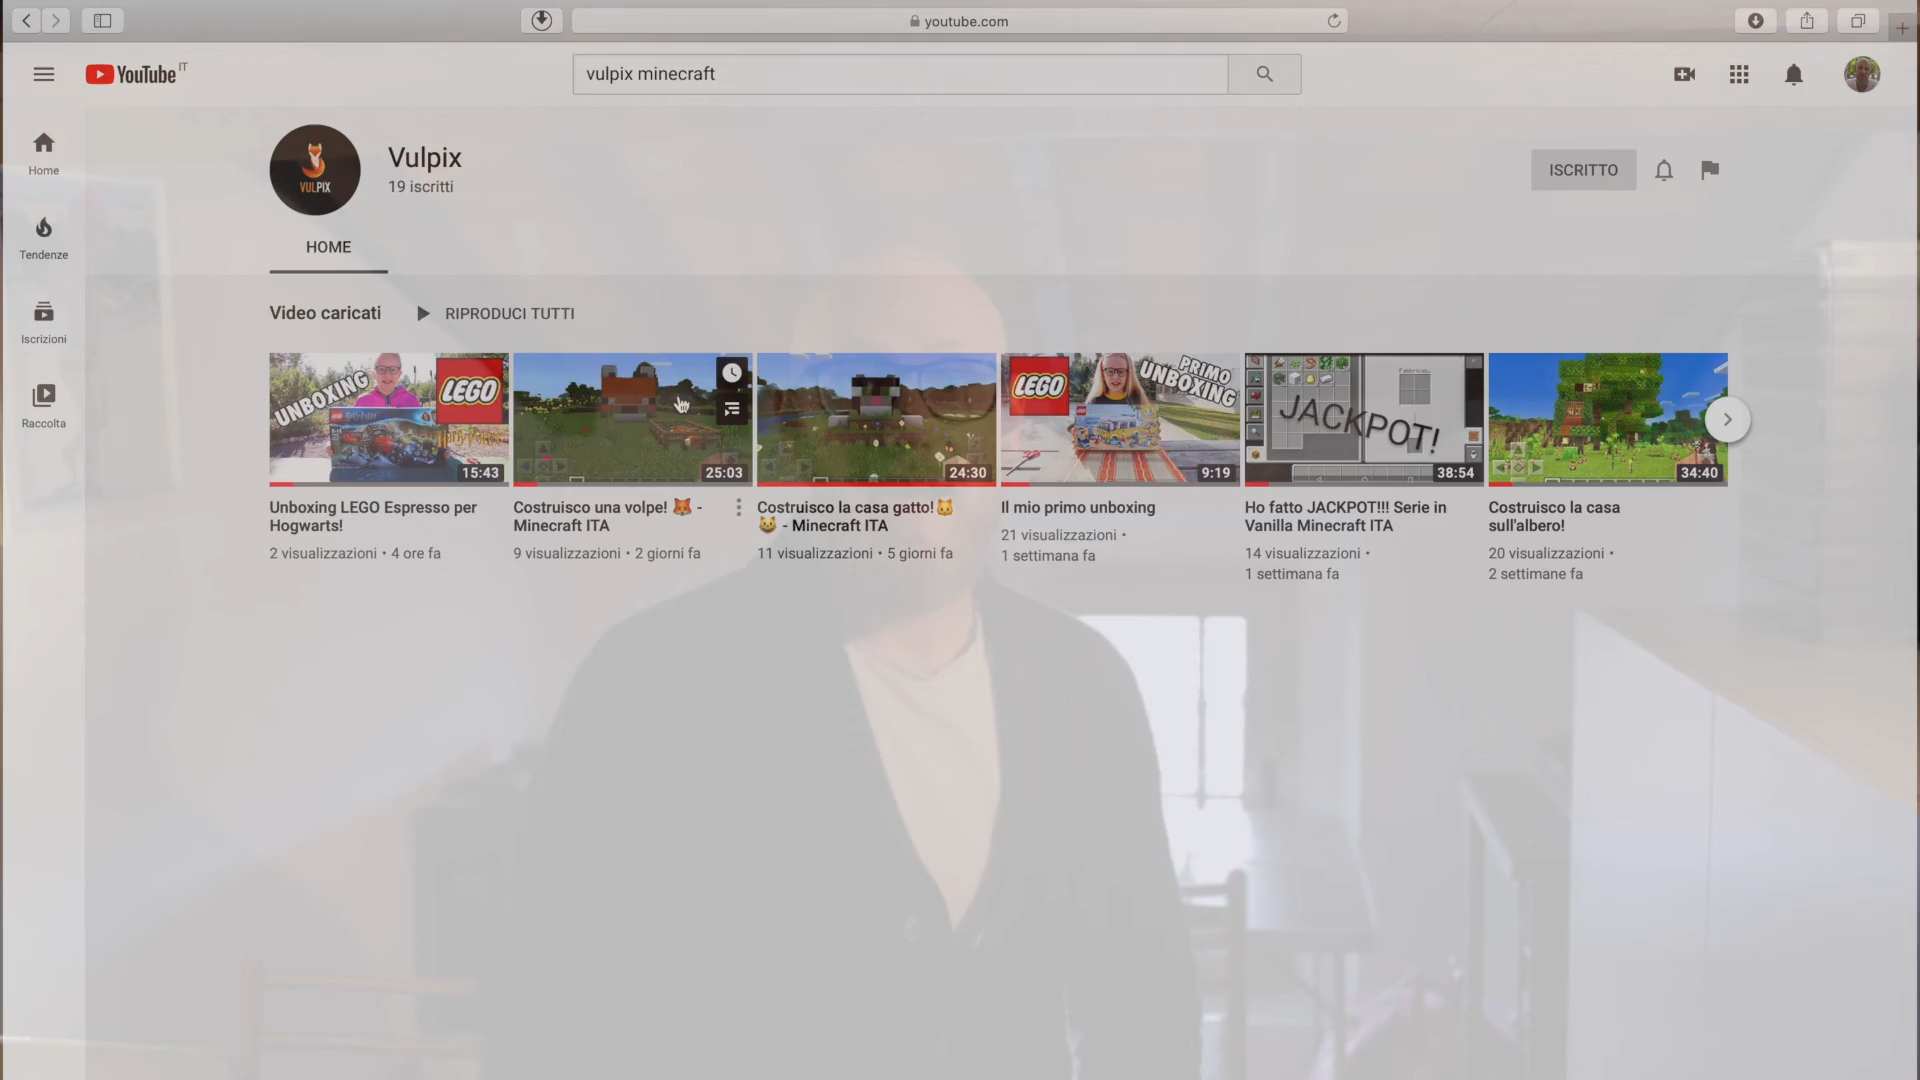 youtube.com
YouTube IT
vulpix minecraft
Home
Tendenze
Iscrizioni
Raccolta
VULPIX
Vulpix
19 iscritti
ISCRITTO
HOME
Video caricati
RIPRODUCI TUTTI
UNBOXING
LEGO
15:43
25:03
24:30
LEGO
PRIMO
UNBOXING
9:19
JACKPOT!
38:54
34:40
Unboxing LEGO Espresso per
Hogwarts!
2 visualizzazioni • 4 ore fa
Costruisco una volpe! 🦊 -
Minecraft ITA
9 visualizzazioni • 2 giorni fa
Costruisco la casa gatto!🐱
😺 - Minecraft ITA
11 visualizzazioni • 5 giorni fa
Il mio primo unboxing
21 visualizzazioni •
1 settimana fa
Ho fatto JACKPOT!!! Serie in
Vanilla Minecraft ITA
14 visualizzazioni •
1 settimana fa
Costruisco la casa
sull'albero!
20 visualizzazioni •
2 settimane fa